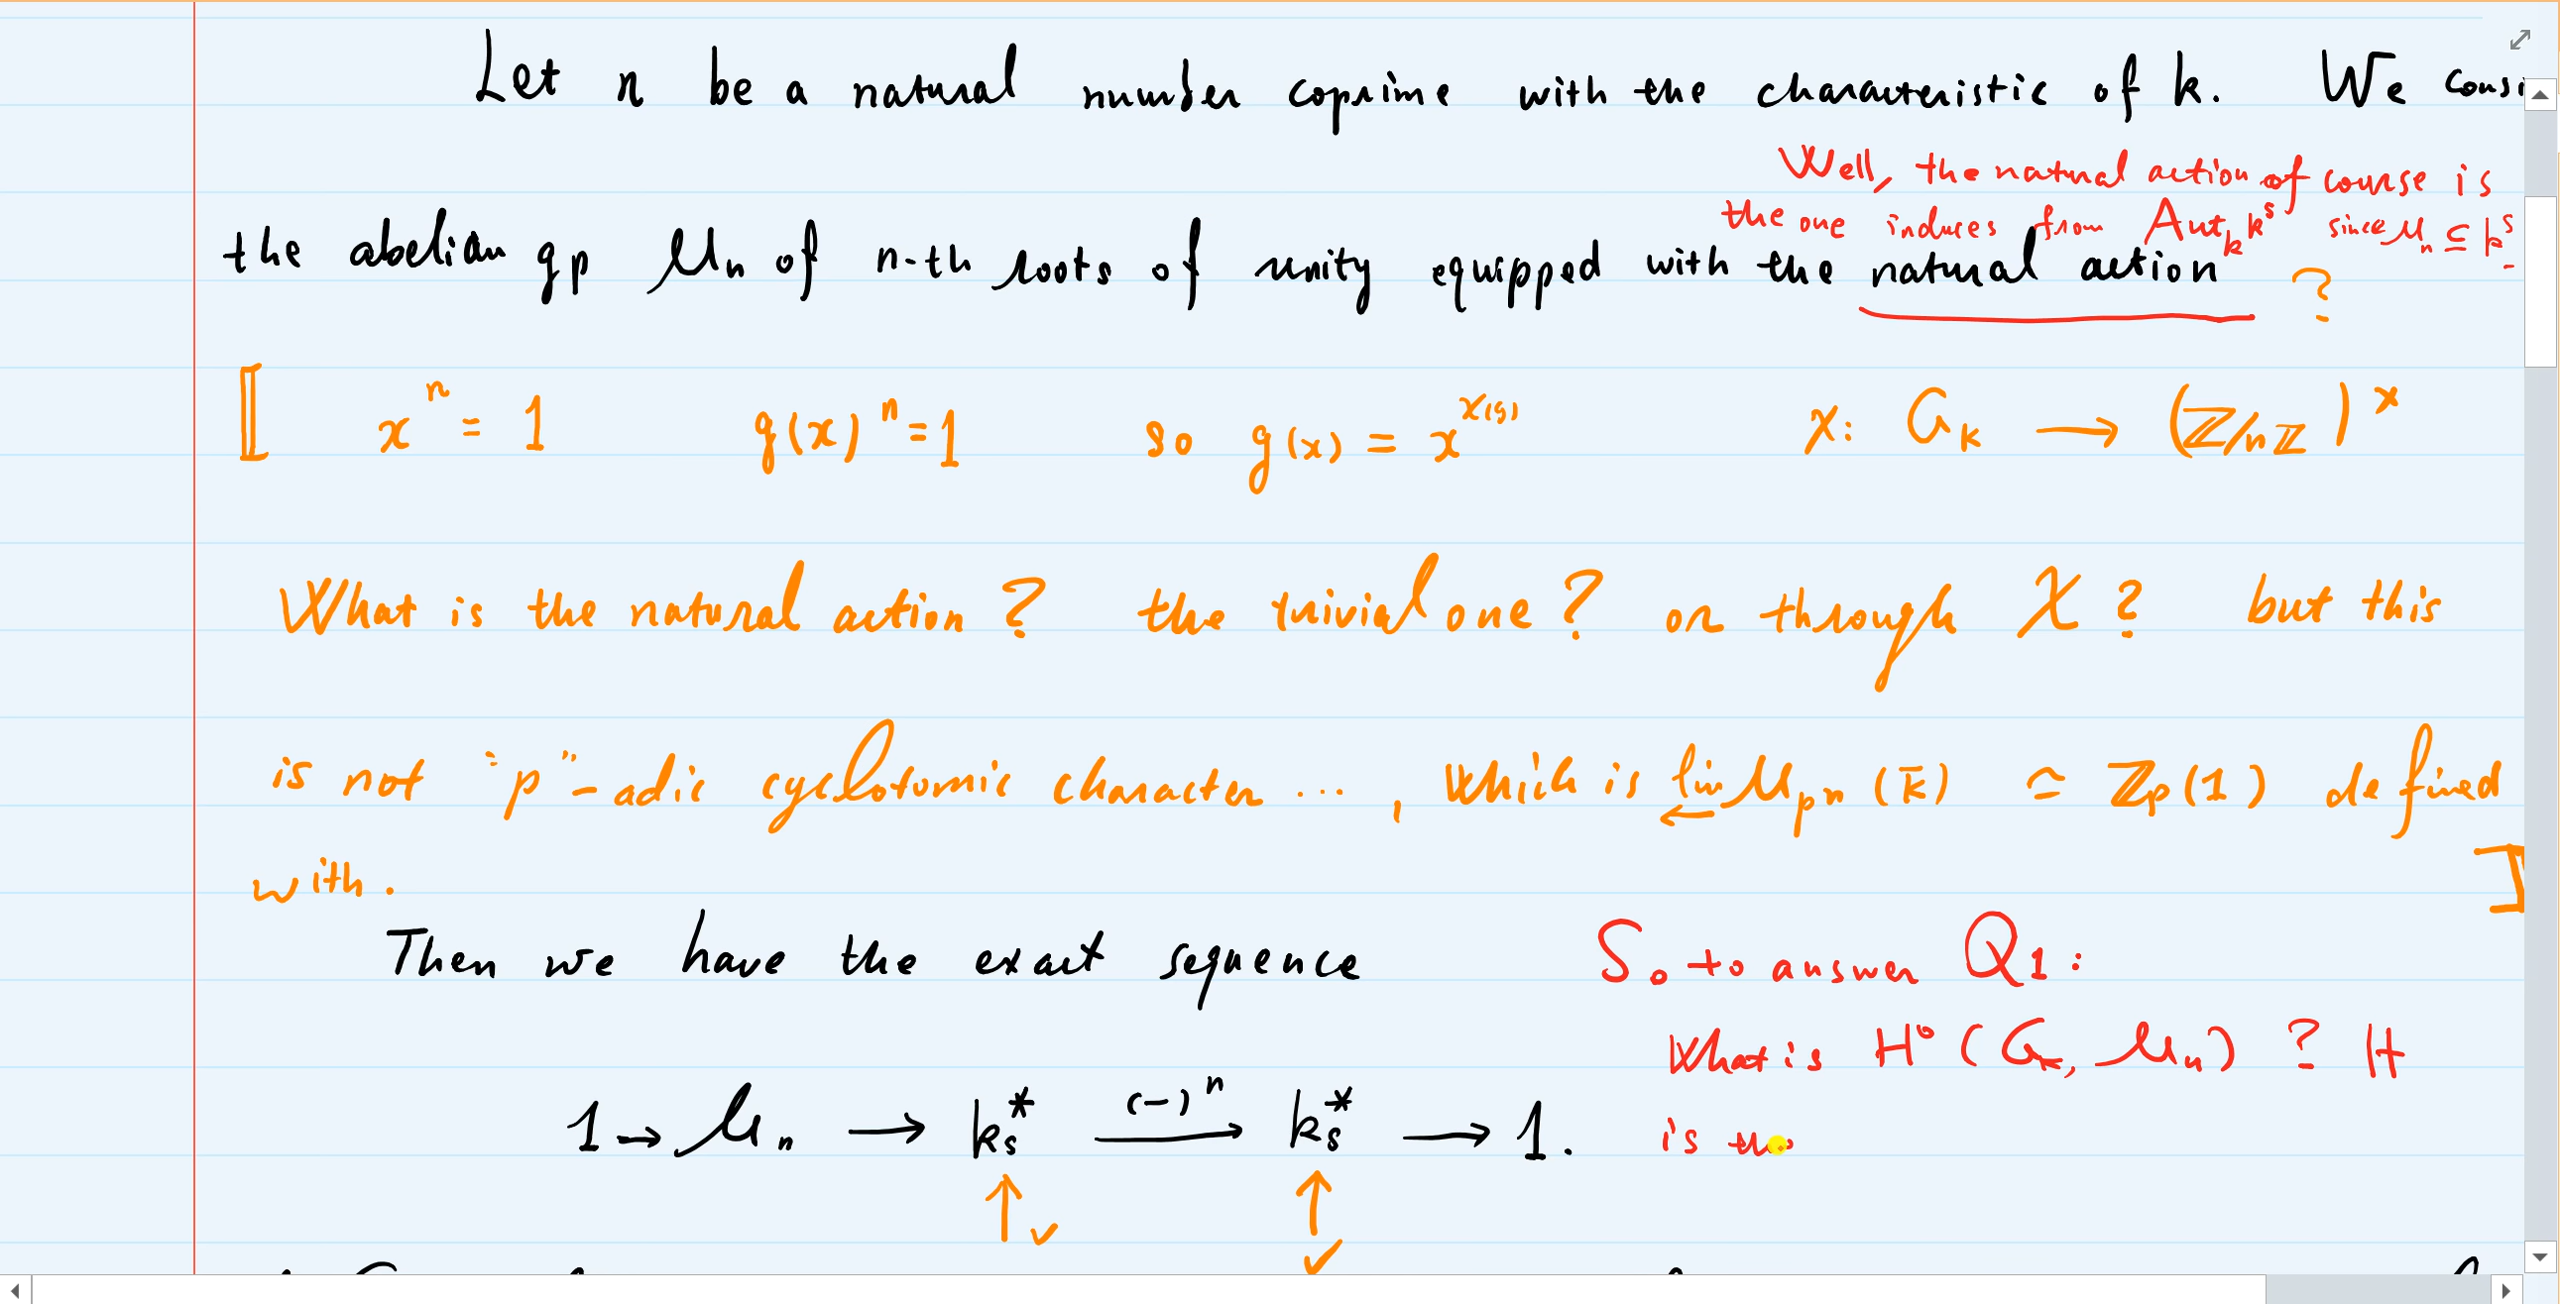 Let n be a natural number coprime with the characteristic of k. We consi
Well, the natural action of course is
the one induces from Aut_k k^s since μ_n ⊆ k^s
the abelian gp μ_n of n-th roots of unity equipped with the natural action ?
⟦ x^n = 1 g(x)^n = 1 so g(x) = x^{χ(g)} χ: G_k → (ℤ/nℤ)^×
What is the natural action? the trivial one? or through χ? but this
is not "p"-adic cyclotomic character ... , which is lim← μ_{p^n}(k̄) ≃ ℤ_p(1) defined
with. ⟧
Then we have the exact sequence
So to answer Q1:
What is H°(G_k, μ_n)? It
1 → μ_n → k_s^* —(-)^n→ k_s^* → 1.
is the
↑ ✓ ↑ ✓